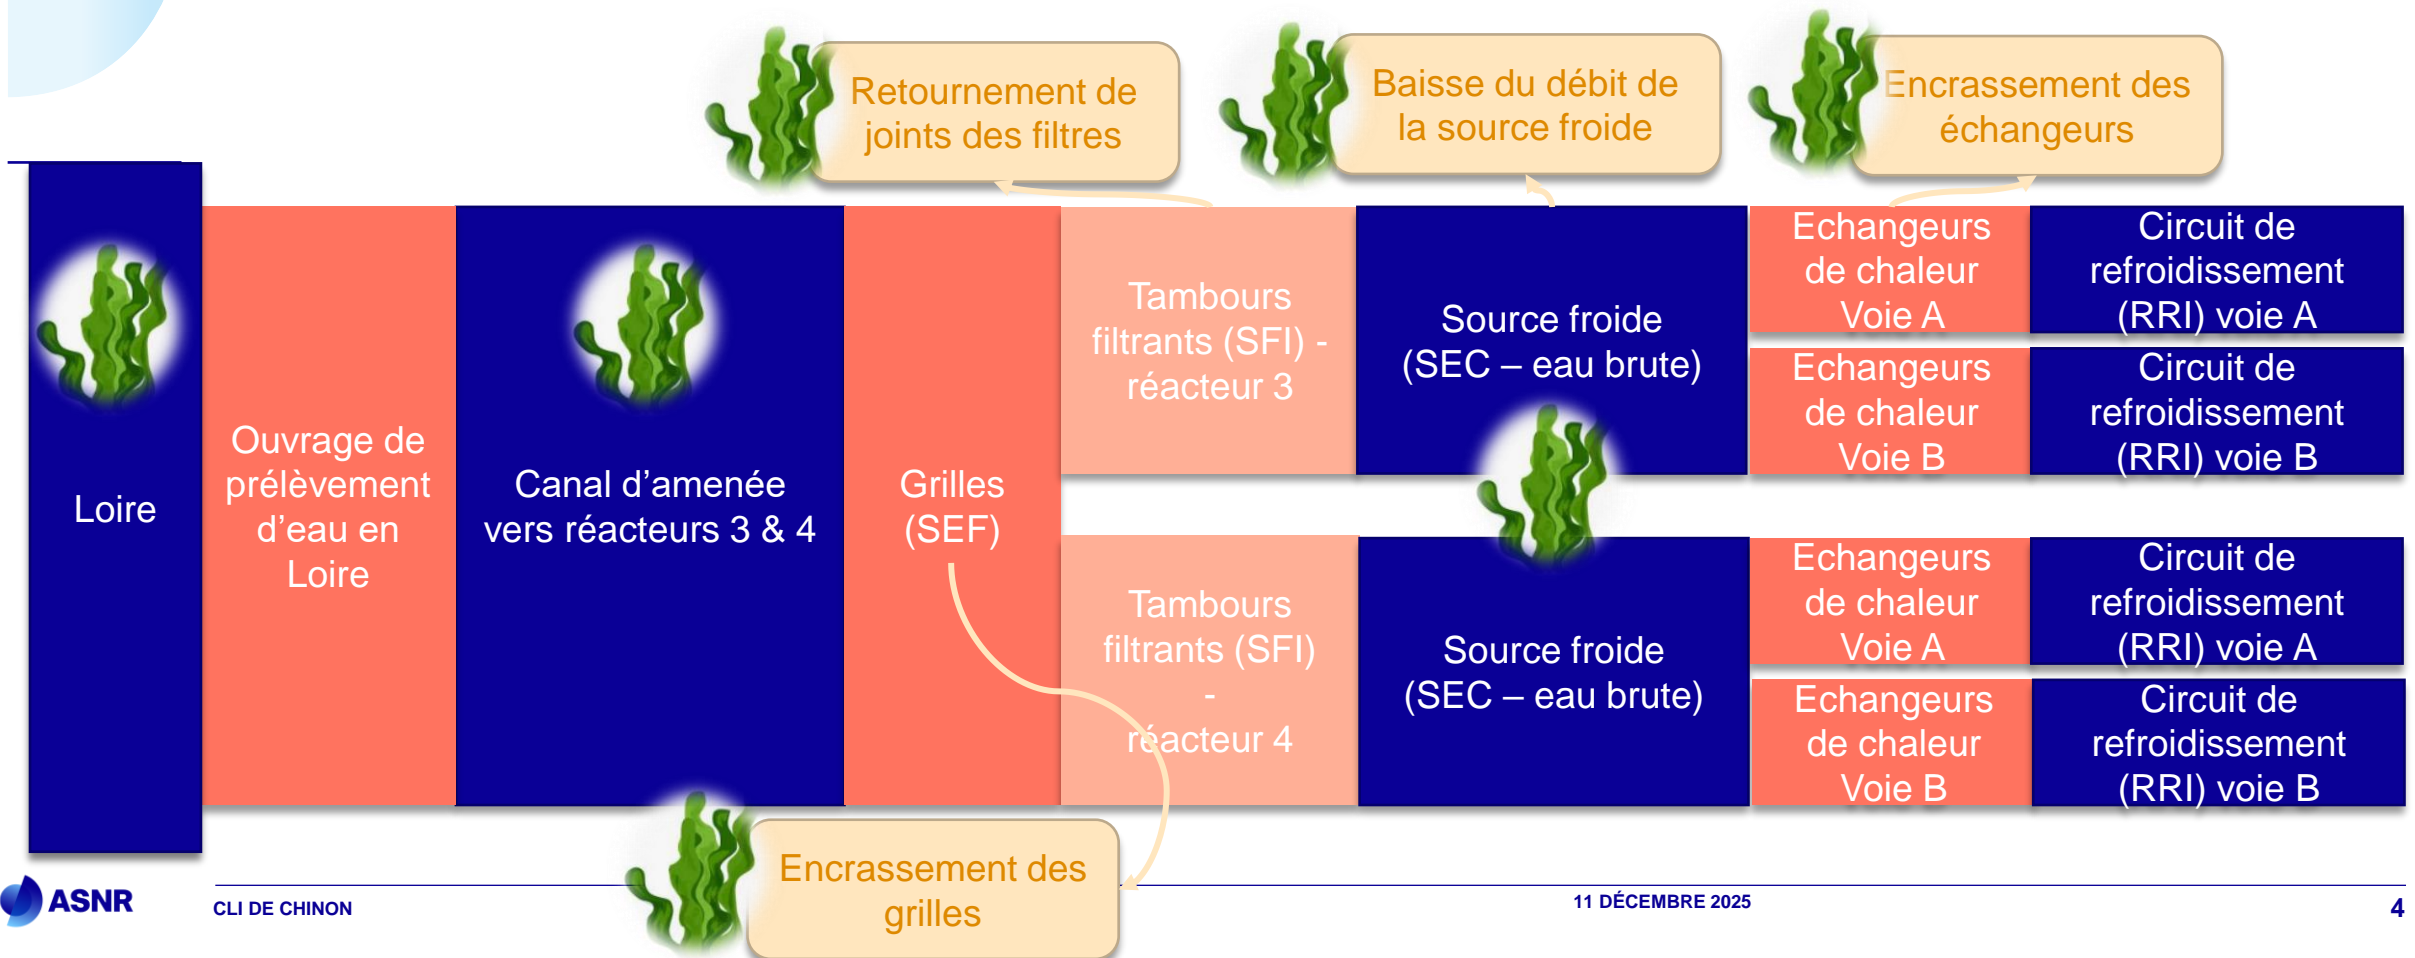 Retournement de
joints des filtres
Baisse du débit de
la source froide
Encrassement des
échangeurs
Loire
Ouvrage de
prélèvement
d’eau en
Loire
Canal d’amenée
vers réacteurs 3 & 4
Grilles
(SEF)
Tambours
filtrants (SFI) -
réacteur 3
Source froide
(SEC – eau brute)
Echangeurs
de chaleur
Voie A
Circuit de
refroidissement
(RRI) voie A
Echangeurs
de chaleur
Voie B
Circuit de
refroidissement
(RRI) voie B
Tambours
filtrants (SFI)
-
réacteur 4
Source froide
(SEC – eau brute)
Echangeurs
de chaleur
Voie A
Circuit de
refroidissement
(RRI) voie A
Echangeurs
de chaleur
Voie B
Circuit de
refroidissement
(RRI) voie B
Encrassement des
grilles
ASNR
CLI DE CHINON
11 DÉCEMBRE 2025
4